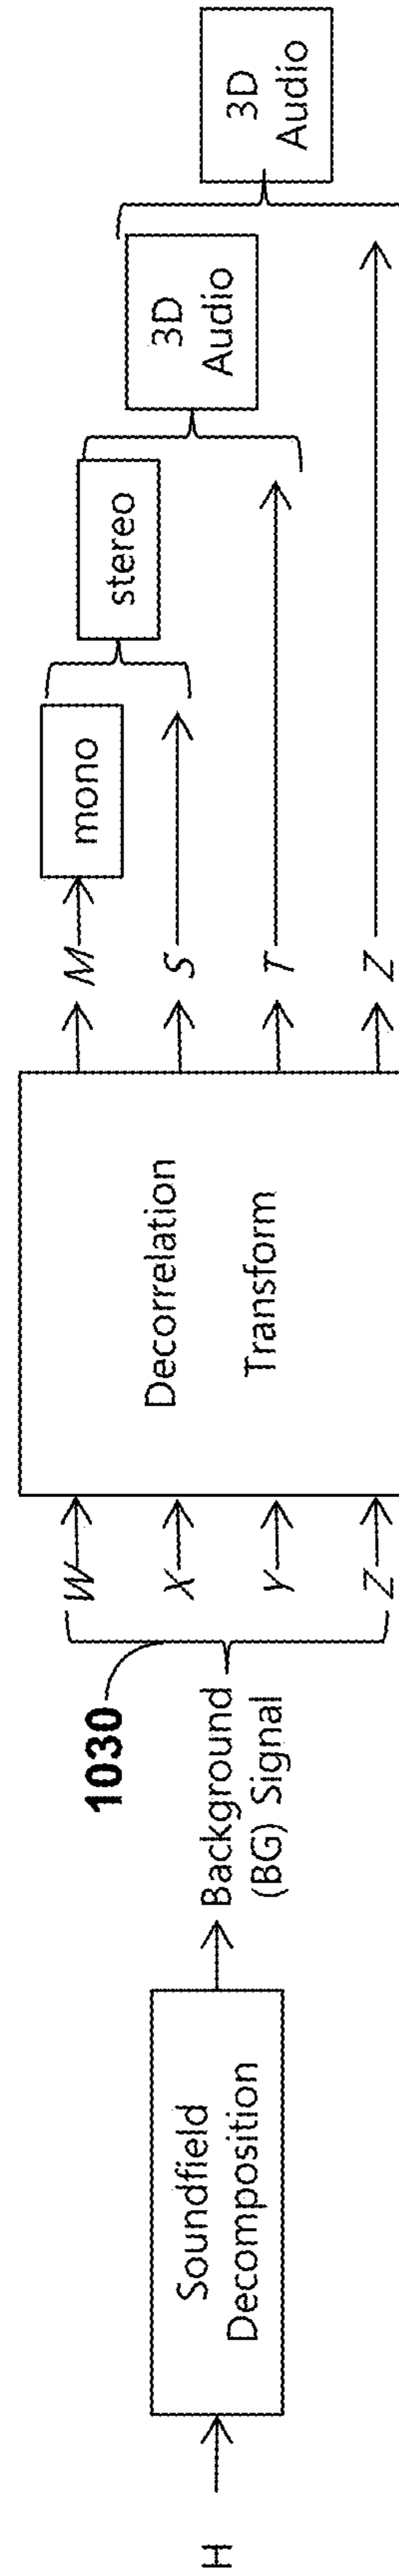 H
Soundfield
Decomposition
Background
(BG) Signal
1030
W
X
Y
Z
Decorrelation
Transform
M
S
T
Z
mono
stereo
3D
Audio
3D
Audio